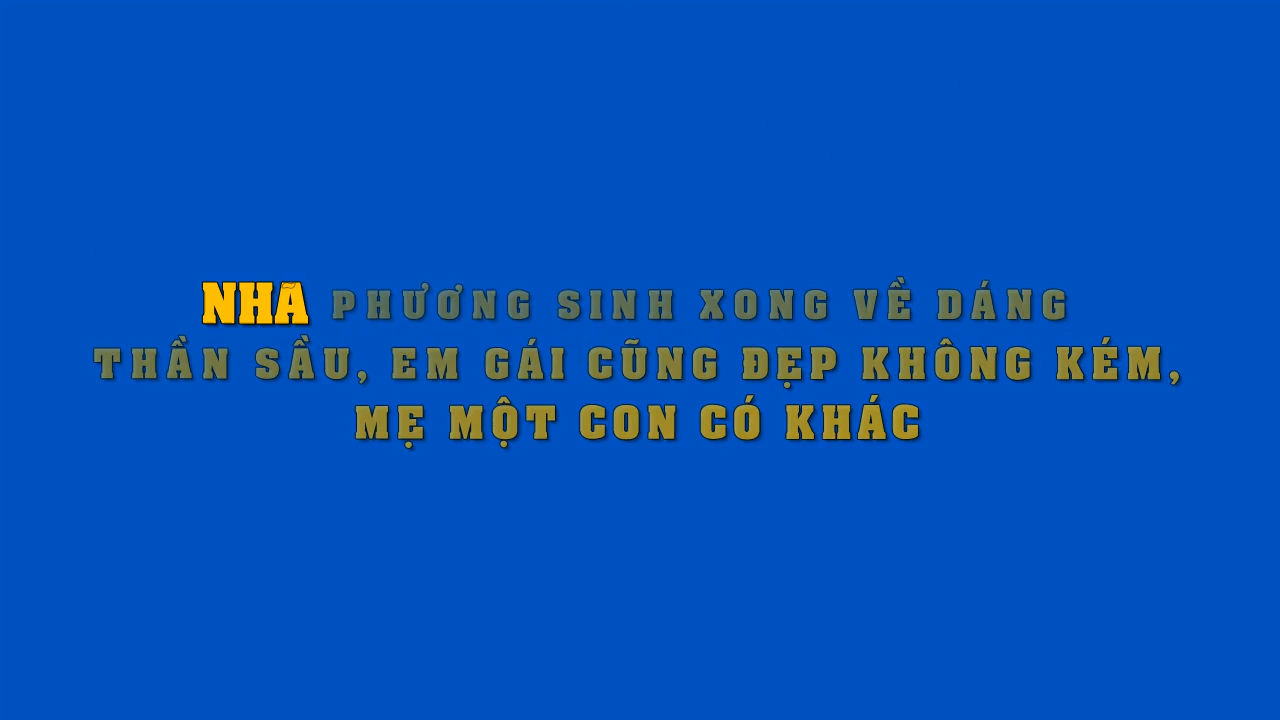 NHÃ PHƯƠNG SINH XONG VỀ DÁNG
THẦN SẦU, EM GÁI CŨNG ĐẸP KHÔNG KÉM,
MẸ MỘT CON CÓ KHÁC